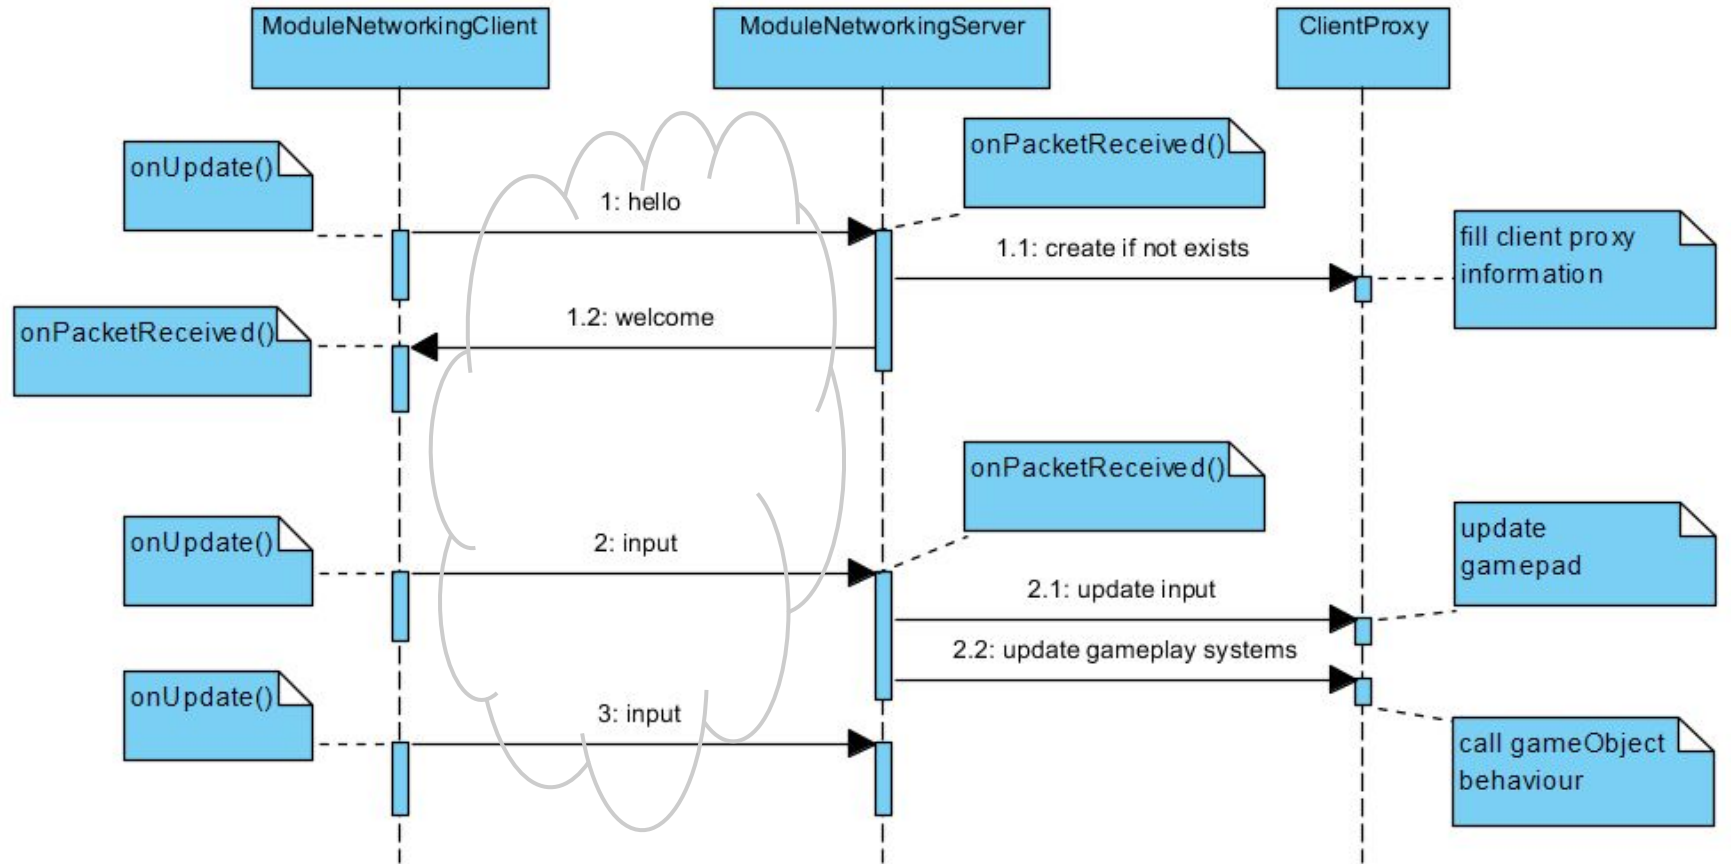 ModuleNetworkingClient
ModuleNetworkingServer
ClientProxy
onUpdate()
onPacketReceived()
1: hello
fill client proxy
information
1.1: create if not exists
onPacketReceived()
1.2: welcome
onPacketReceived()
onUpdate()
2: input
update
gamepad
2.1: update input
2.2: update gameplay systems
onUpdate()
3: input
call gameObject
behaviour